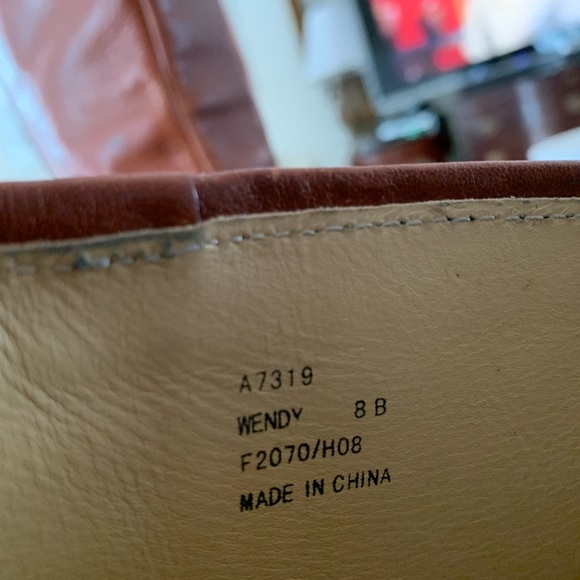 A7319
WENDY 8 B
F2070/H08
MADE IN CHINA